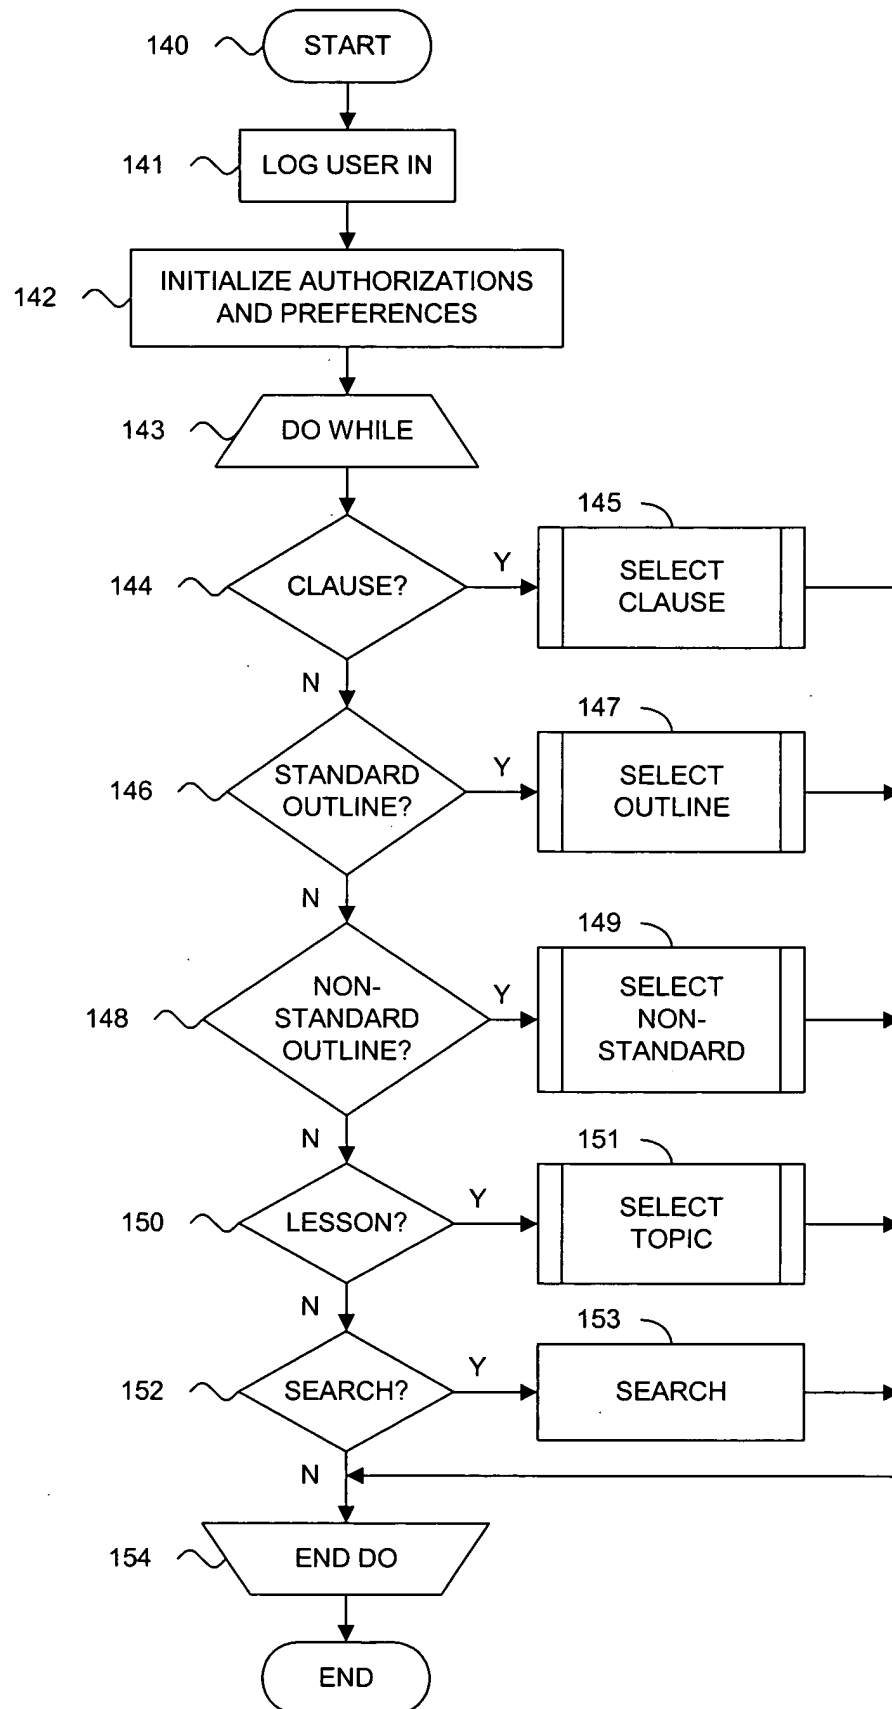 140
START
141
LOG USER IN
142
INITIALIZE AUTHORIZATIONS
AND PREFERENCES
143
DO WHILE
144
CLAUSE?
Y
145
SELECT
CLAUSE
N
146
STANDARD
OUTLINE?
Y
147
SELECT
OUTLINE
N
148
NON-
STANDARD
OUTLINE?
Y
149
SELECT
NON-
STANDARD
N
150
LESSON?
Y
151
SELECT
TOPIC
N
152
SEARCH?
Y
153
SEARCH
N
154
END DO
END